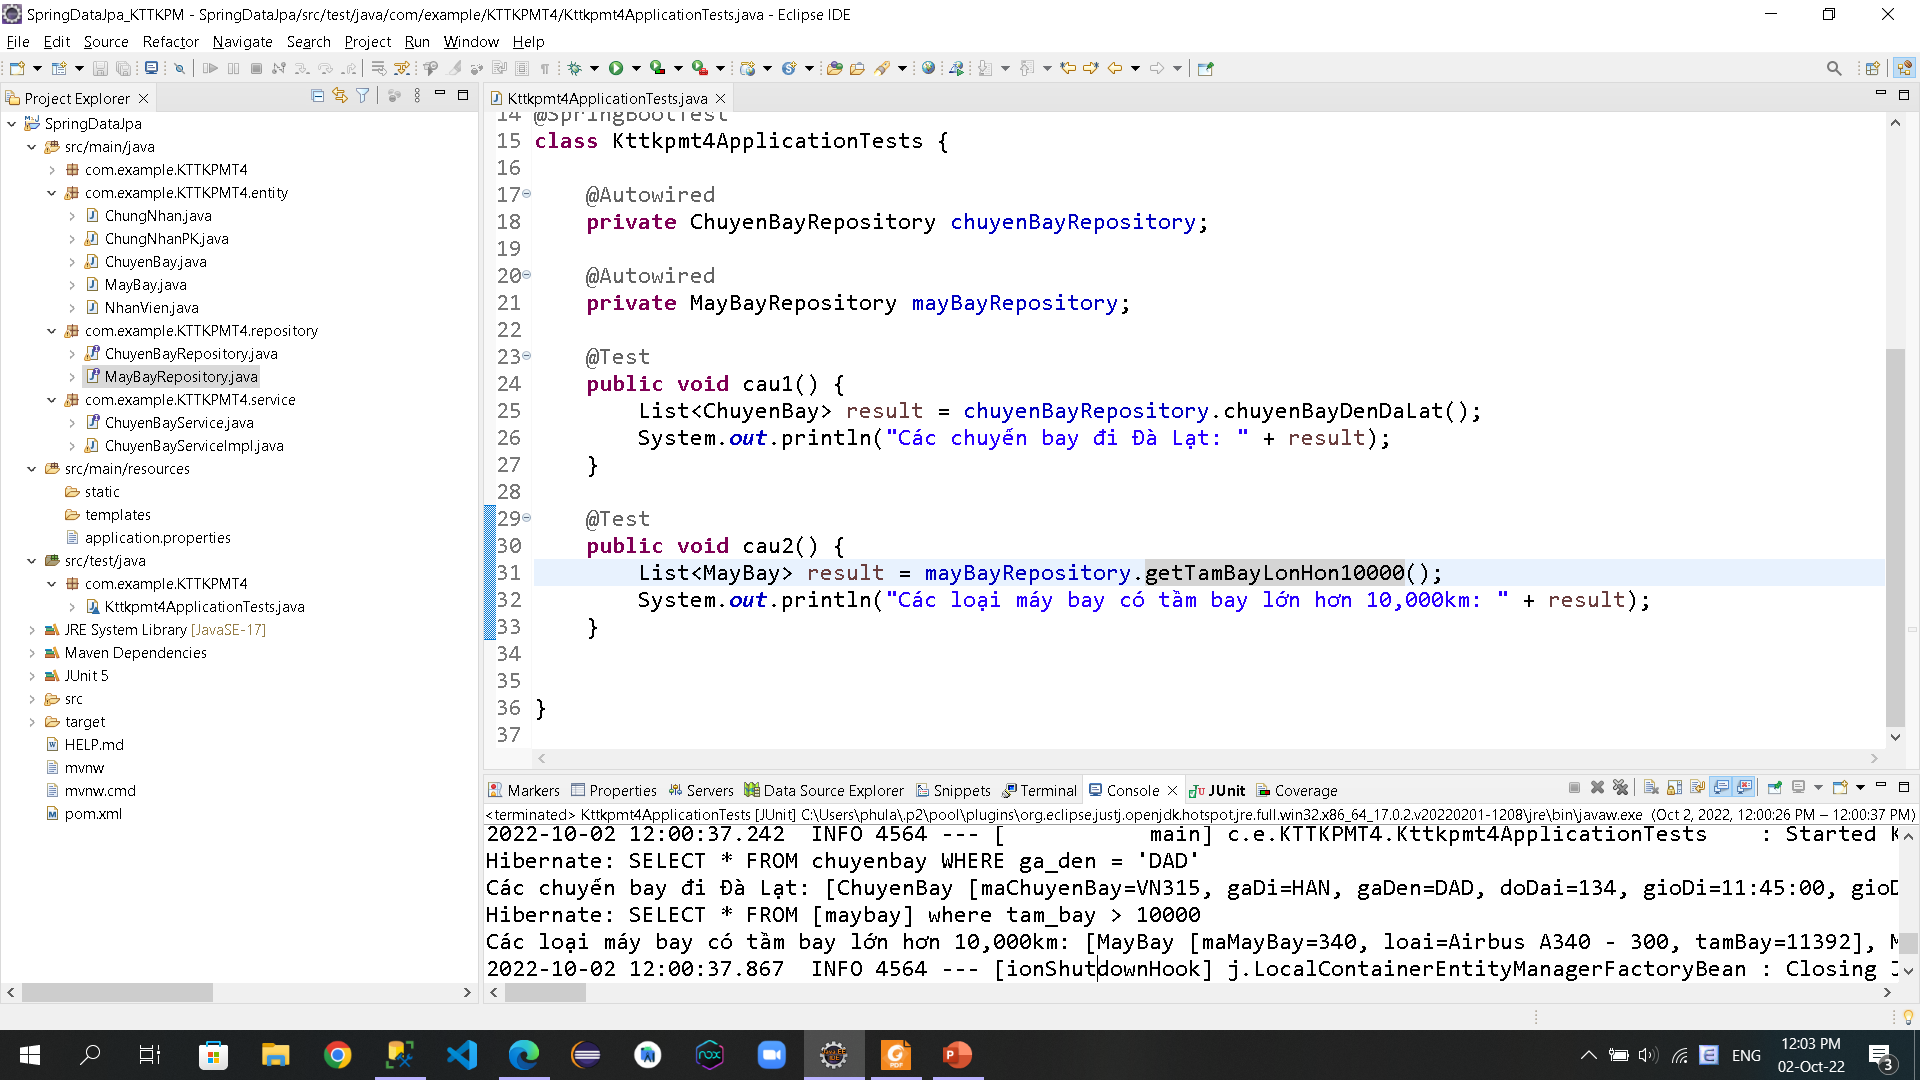 SpringDataJpa_KTTKPM - SpringDataJpa/src/test/java/com/example/KTTKPMT4/Kttkpmt4ApplicationTests.java - Eclipse IDE
File Edit Source Refactor Navigate Search Project Run Window Help
Project Explorer
SpringDataJpa
src/main/java
com.example.KTTKPMT4
com.example.KTTKPMT4.entity
ChungNhan.java
ChungNhanPK.java
ChuyenBay.java
MayBay.java
NhanVien.java
com.example.KTTKPMT4.repository
ChuyenBayRepository.java
MayBayRepository.java
com.example.KTTKPMT4.service
ChuyenBayService.java
ChuyenBayServiceImpl.java
src/main/resources
static
templates
application.properties
src/test/java
com.example.KTTKPMT4
Kttkpmt4ApplicationTests.java
JRE System Library [JavaSE-17]
Maven Dependencies
JUnit 5
src
target
HELP.md
mvnw
mvnw.cmd
pom.xml
Kttkpmt4ApplicationTests.java
14 @SpringBootTest
15 class Kttkpmt4ApplicationTests {
16
17 @Autowired
18 private ChuyenBayRepository chuyenBayRepository;
19
20 @Autowired
21 private MayBayRepository mayBayRepository;
22
23 @Test
24 public void cau1() {
25 List<ChuyenBay> result = chuyenBayRepository.chuyenBayDenDaLat();
26 System.out.println("Các chuyến bay đi Đà Lạt: " + result);
27 }
28
29 @Test
30 public void cau2() {
31 List<MayBay> result = mayBayRepository.getTamBayLonHon10000();
32 System.out.println("Các loại máy bay có tầm bay lớn hơn 10,000km: " + result);
33 }
34
35
36 }
37
Markers Properties Servers Data Source Explorer Snippets Terminal Console JUnit Coverage
<terminated> Kttkpmt4ApplicationTests [JUnit] C:\Users\phula\.p2\pool\plugins\org.eclipse.justj.openjdk.hotspot.jre.full.win32.x86_64_17.0.2.v20220201-1208\jre\bin\javaw.exe (Oct 2, 2022, 12:00:26 PM – 12:00:37 PM)
2022-10-02 12:00:37.242 INFO 4564 --- [ main] c.e.KTTKPMT4.Kttkpmt4ApplicationTests : Started K
Hibernate: SELECT * FROM chuyenbay WHERE ga_den = 'DAD'
Các chuyến bay đi Đà Lạt: [ChuyenBay [maChuyenBay=VN315, gaDi=HAN, gaDen=DAD, doDai=134, gioDi=11:45:00, gioD
Hibernate: SELECT * FROM [maybay] where tam_bay > 10000
Các loại máy bay có tầm bay lớn hơn 10,000km: [MayBay [maMayBay=340, loai=Airbus A340 - 300, tamBay=11392], M
2022-10-02 12:00:37.867 INFO 4564 --- [ionShutdownHook] j.LocalContainerEntityManagerFactoryBean : Closing J
ENG
12:03 PM
02-Oct-22
3